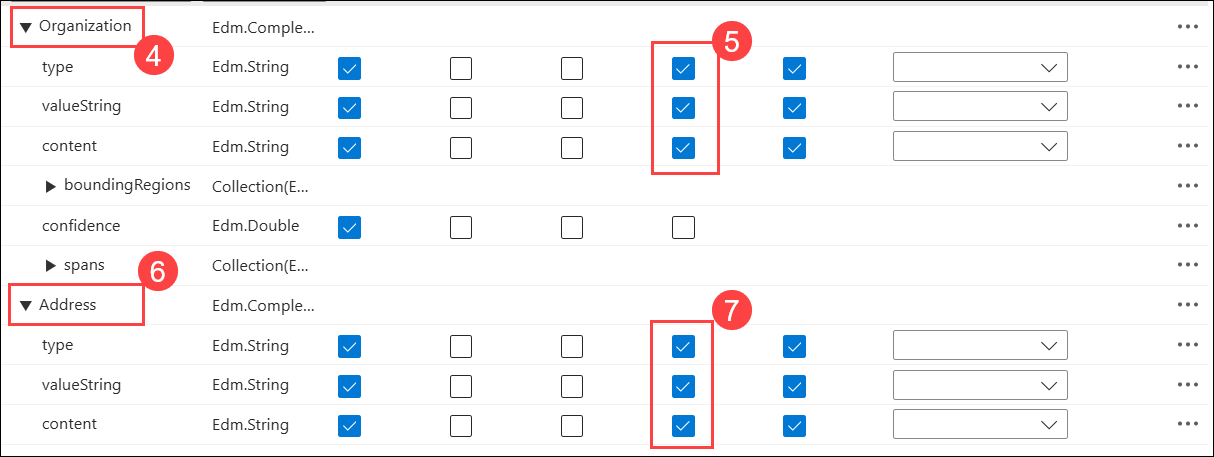 Organization Edm.Comple... •••
4 5
type Edm.String •••
valueString Edm.String •••
content Edm.String •••
boundingRegions Collection(E... •••
confidence Edm.Double •••
spans Collection(E... •••
6
Address Edm.Comple... •••
7
type Edm.String •••
valueString Edm.String •••
content Edm.String •••